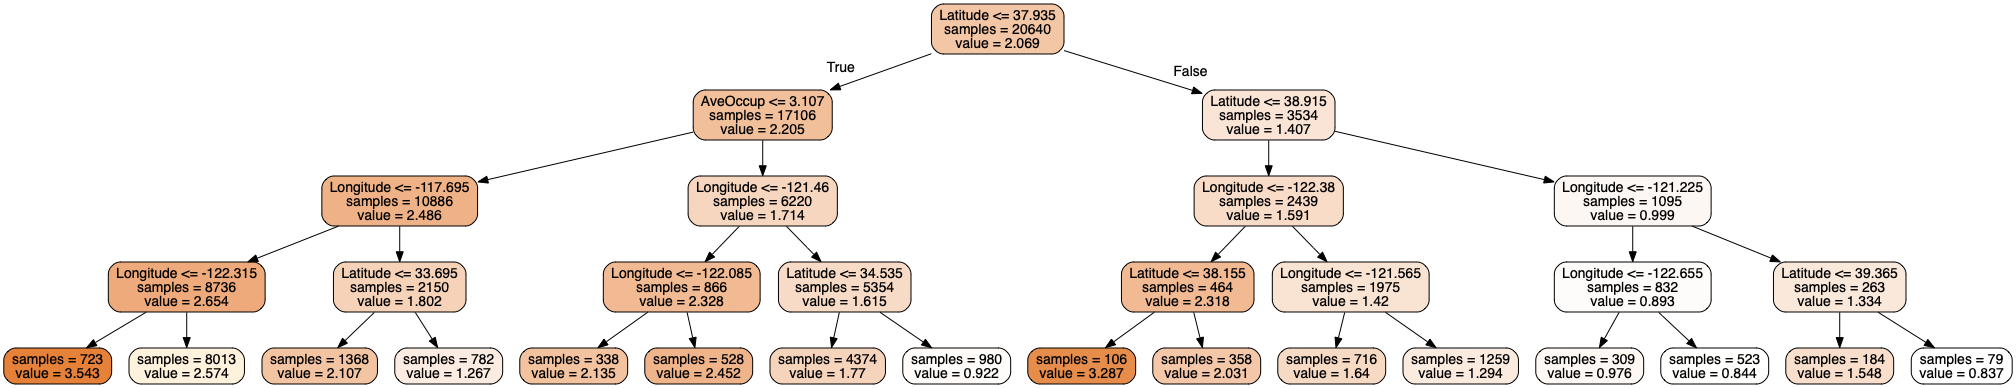 Latitude <= 37.935
samples = 20640
value = 2.069
True
False
AveOccup <= 3.107
samples = 17106
value = 2.205
Latitude <= 38.915
samples = 3534
value = 1.407
Longitude <= -117.695
samples = 10886
value = 2.486
Longitude <= -121.46
samples = 6220
value = 1.714
Longitude <= -122.38
samples = 2439
value = 1.591
Longitude <= -121.225
samples = 1095
value = 0.999
Longitude <= -122.315
samples = 8736
value = 2.654
Latitude <= 33.695
samples = 2150
value = 1.802
Longitude <= -122.085
samples = 866
value = 2.328
Latitude <= 34.535
samples = 5354
value = 1.615
Latitude <= 38.155
samples = 464
value = 2.318
Longitude <= -121.565
samples = 1975
value = 1.42
Longitude <= -122.655
samples = 832
value = 0.893
Latitude <= 39.365
samples = 263
value = 1.334
samples = 723
value = 3.543
samples = 8013
value = 2.574
samples = 1368
value = 2.107
samples = 782
value = 1.267
samples = 338
value = 2.135
samples = 528
value = 2.452
samples = 4374
value = 1.77
samples = 980
value = 0.922
samples = 106
value = 3.287
samples = 358
value = 2.031
samples = 716
value = 1.64
samples = 1259
value = 1.294
samples = 309
value = 0.976
samples = 523
value = 0.844
samples = 184
value = 1.548
samples = 79
value = 0.837